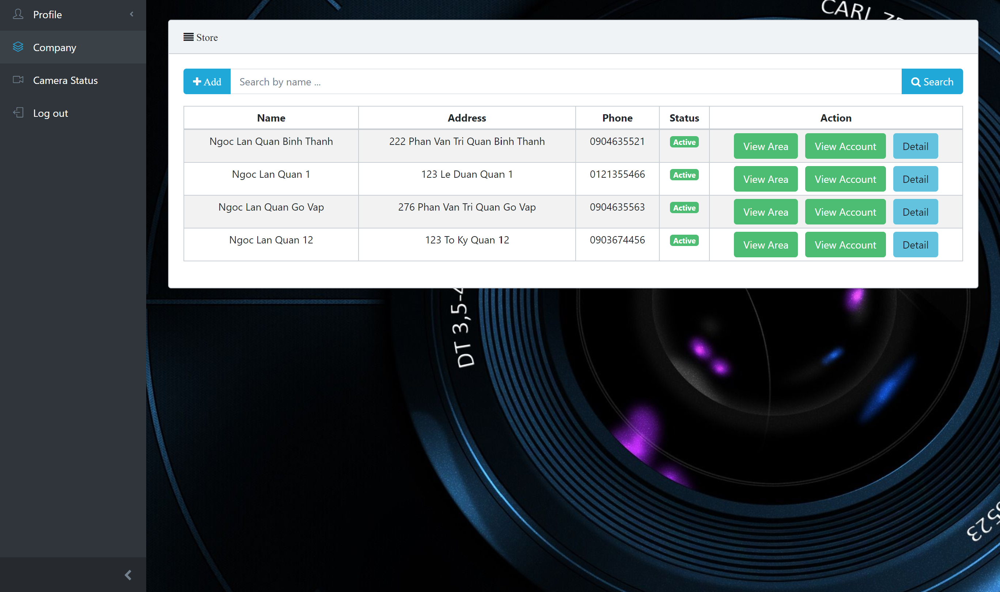 Profile
Company
Camera Status
Log out
Store
Add
Search by name ...
Search
Name Address Phone Status Action
Ngoc Lan Quan Binh Thanh 222 Phan Van Tri Quan Binh Thanh 0904635521 Active View Area View Account Detail
Ngoc Lan Quan 1 123 Le Duan Quan 1 0121355466 Active View Area View Account Detail
Ngoc Lan Quan Go Vap 276 Phan Van Tri Quan Go Vap 0904635563 Active View Area View Account Detail
Ngoc Lan Quan 12 123 To Ky Quan 12 0903674456 Active View Area View Account Detail
CARL
DT 3,5-4